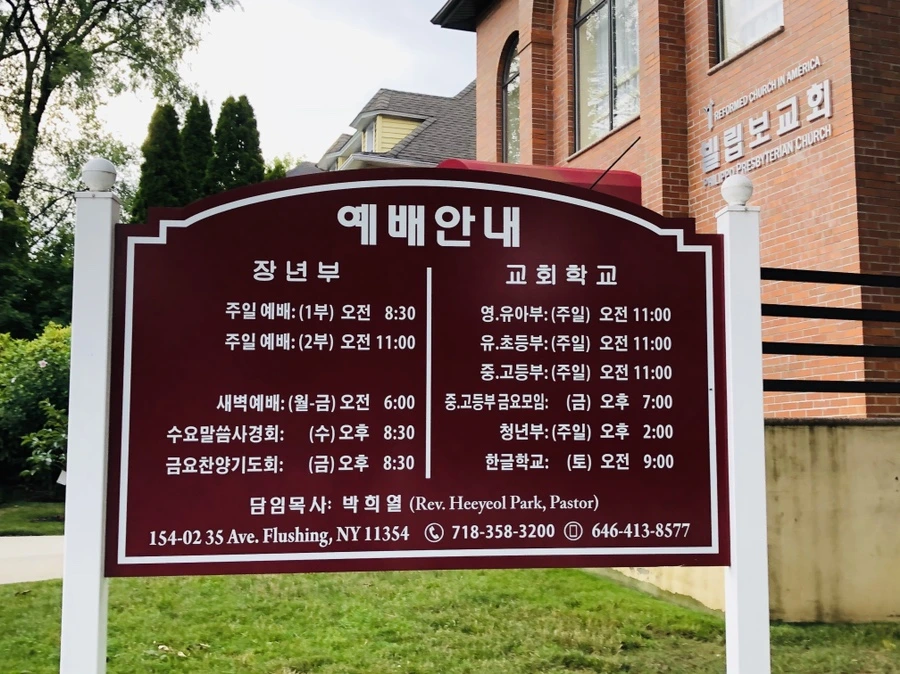 REFORMED CHURCH IN AMERICA
빌립보교회
PHILIPPO PRESBYTERIAN CHURCH
예배안내
장년부
주일 예배: (1부) 오전 8:30
주일 예배: (2부) 오전 11:00
새벽예배: (월-금) 오전 6:00
수요말씀사경회: (수) 오후 8:30
금요찬양기도회: (금) 오후 8:30
교회학교
영.유아부: (주일) 오전 11:00
유.초등부: (주일) 오전 11:00
중.고등부: (주일) 오전 11:00
중.고등부 금요모임: (금) 오후 7:00
청년부: (주일) 오후 2:00
한글학교: (토) 오전 9:00
담임목사: 박희열 (Rev. Heeyeol Park, Pastor)
154-02 35 Ave. Flushing, NY 11354 718-358-3200 646-413-8577